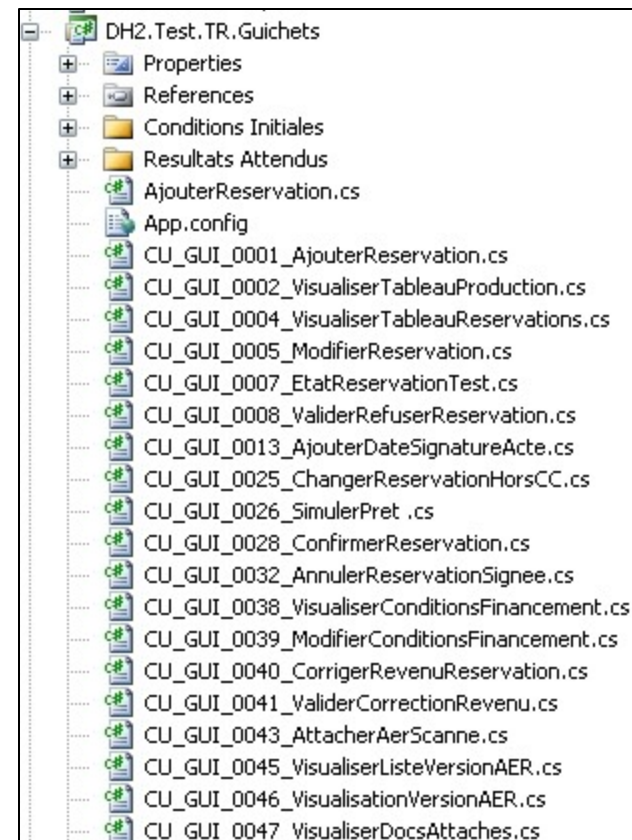 DH2.Test.TR.Guichets
Properties
References
Conditions Initiales
Resultats Attendus
AjouterReservation.cs
App.config
CU_GUI_0001_AjouterReservation.cs
CU_GUI_0002_VisualiserTableauProduction.cs
CU_GUI_0004_VisualiserTableauReservations.cs
CU_GUI_0005_ModifierReservation.cs
CU_GUI_0007_EtatReservationTest.cs
CU_GUI_0008_ValiderRefuserReservation.cs
CU_GUI_0013_AjouterDateSignatureActe.cs
CU_GUI_0025_ChangerReservationHorsCC.cs
CU_GUI_0026_SimulerPret .cs
CU_GUI_0028_ConfirmerReservation.cs
CU_GUI_0032_AnnulerReservationSignee.cs
CU_GUI_0038_VisualiserConditionsFinancement.cs
CU_GUI_0039_ModifierConditionsFinancement.cs
CU_GUI_0040_CorrigerRevenuReservation.cs
CU_GUI_0041_ValiderCorrectionRevenu.cs
CU_GUI_0043_AttacherAerScanne.cs
CU_GUI_0045_VisualiserListeVersionAER.cs
CU_GUI_0046_VisualisationVersionAER.cs
CU_GUI_0047_VisualiserDocsAttaches.cs